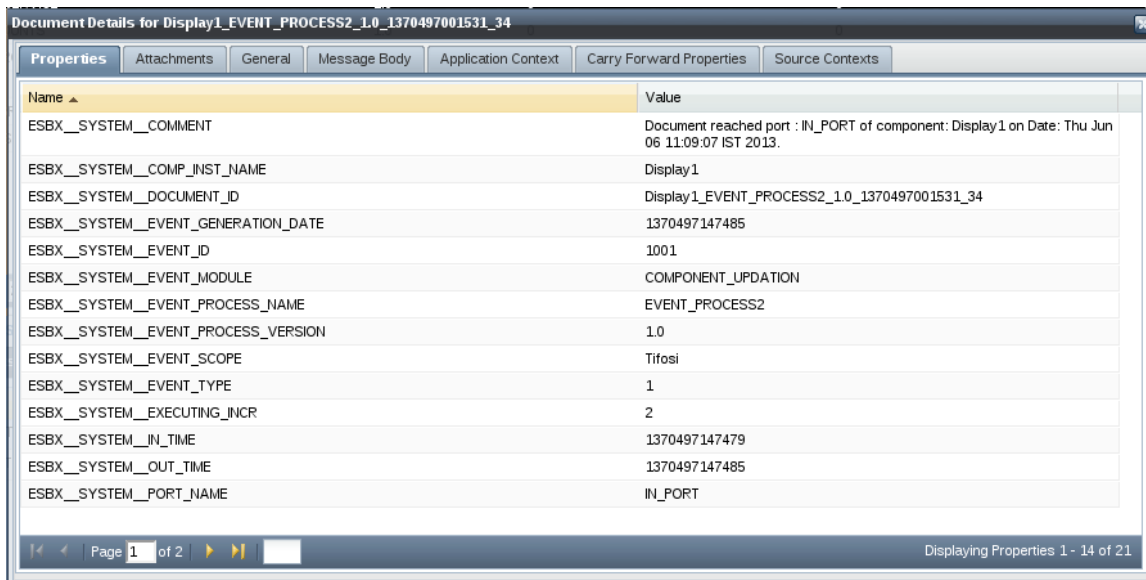 Document Details for Display1_EVENT_PROCESS2_1.0_1370497001531_34
Properties Attachments General Message Body Application Context Carry Forward Properties Source Contexts
Name Value
ESBX__SYSTEM__COMMENT Document reached port : IN_PORT of component: Display1 on Date: Thu Jun
06 11:09:07 IST 2013.
ESBX__SYSTEM__COMP_INST_NAME Display1
ESBX__SYSTEM__DOCUMENT_ID Display1_EVENT_PROCESS2_1.0_1370497001531_34
ESBX__SYSTEM__EVENT_GENERATION_DATE 1370497147485
ESBX__SYSTEM__EVENT_ID 1001
ESBX__SYSTEM__EVENT_MODULE COMPONENT_UPDATION
ESBX__SYSTEM__EVENT_PROCESS_NAME EVENT_PROCESS2
ESBX__SYSTEM__EVENT_PROCESS_VERSION 1.0
ESBX__SYSTEM__EVENT_SCOPE Tifosi
ESBX__SYSTEM__EVENT_TYPE 1
ESBX__SYSTEM__EXECUTING_INCR 2
ESBX__SYSTEM__IN_TIME 1370497147479
ESBX__SYSTEM__OUT_TIME 1370497147485
ESBX__SYSTEM__PORT_NAME IN_PORT
Page 1 of 2 Displaying Properties 1 - 14 of 21